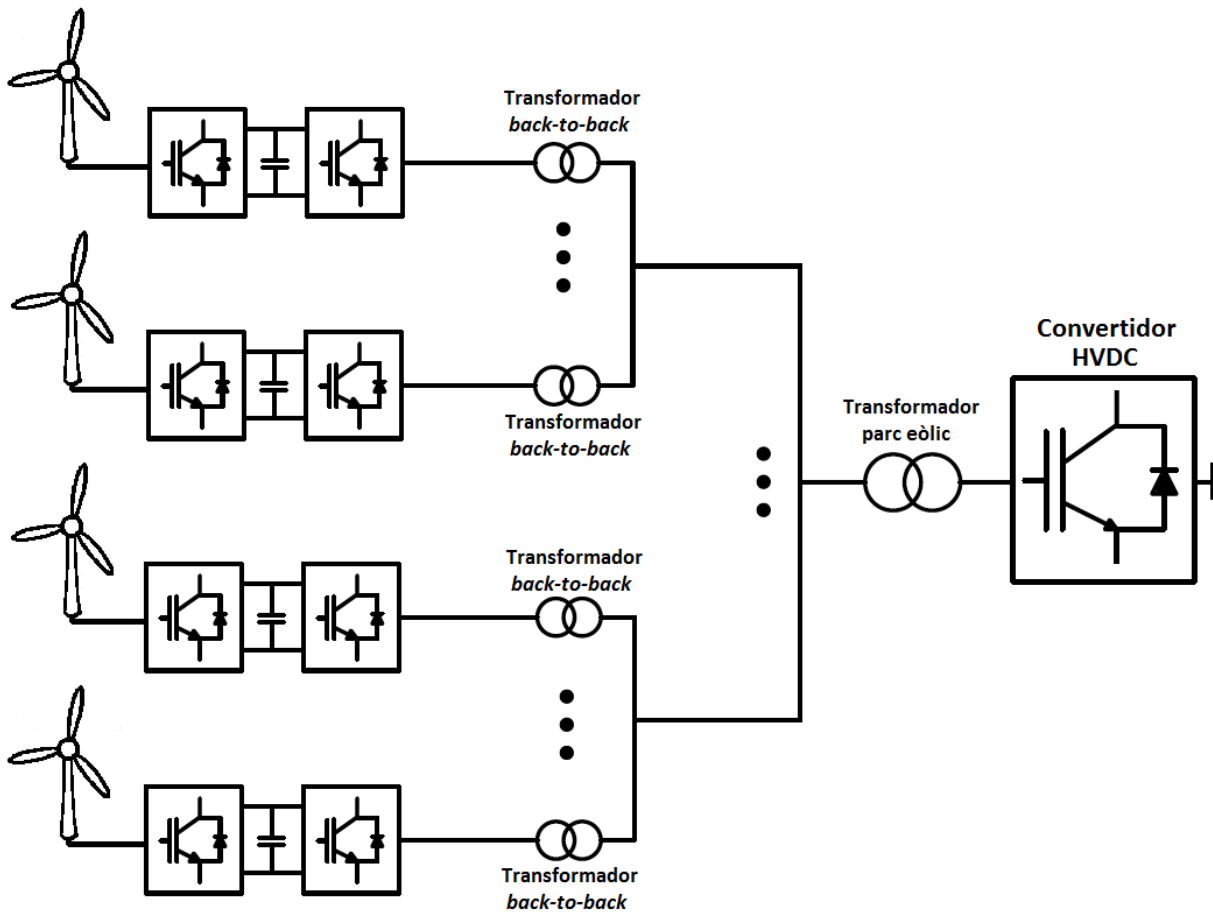 Transformador
back-to-back
Transformador
back-to-back
Convertidor
HVDC
Transformador
parc eòlic
Transformador
back-to-back
Transformador
back-to-back